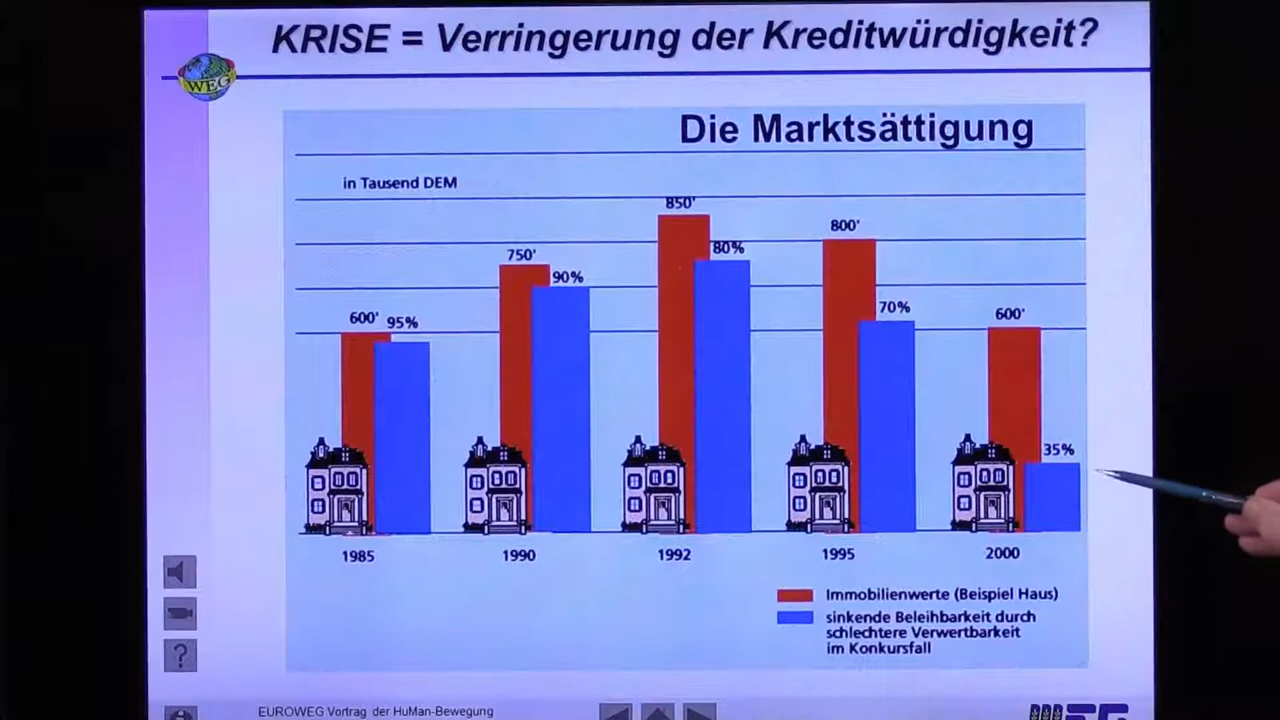 KRISE = Verringerung der Kreditwürdigkeit?
WEG
Die Marktsättigung
in Tausend DEM
600' 95%
750' 90%
850' 80%
800' 70%
600' 35%
1985 1990 1992 1995 2000
Immobilienwerte (Beispiel Haus)
sinkende Beleihbarkeit durch
schlechtere Verwertbarkeit
im Konkursfall
?
EUROWEG Vortrag der HuMan-Bewegung